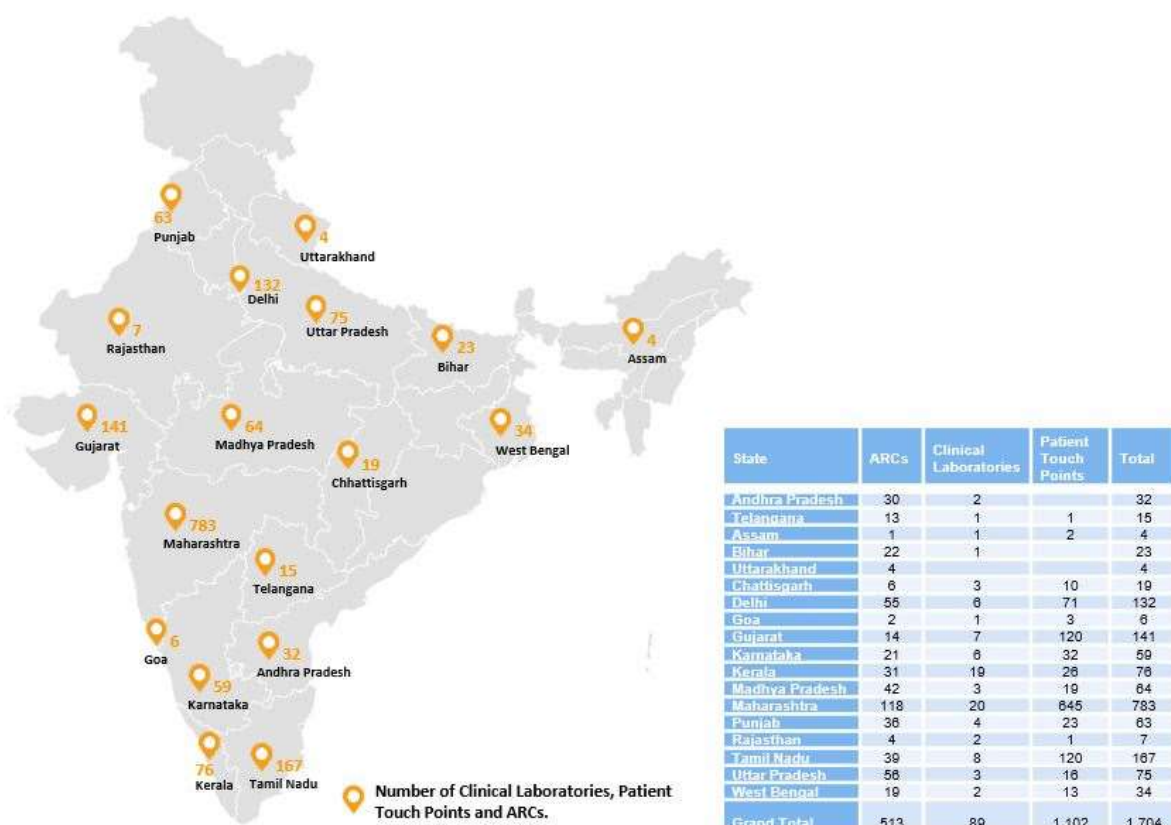 63
Punjab
4
Uttarakhand
132
Delhi
75
Uttar Pradesh
7
Rajasthan
23
Bihar
4
Assam
141
Gujarat
64
Madhya Pradesh
34
West Bengal
19
Chhattisgarh
783
Maharashtra
15
Telangana
6
Goa
32
Andhra Pradesh
59
Karnataka
76
Kerala
167
Tamil Nadu
Number of Clinical Laboratories, Patient
Touch Points and ARCs.
State ARCs Clinical Laboratories Patient Touch Points Total
Andhra Pradesh 30 2 32
Telangana 13 1 1 15
Assam 1 1 2 4
Bihar 22 1 23
Uttarakhand 4 4
Chattisgarh 6 3 10 19
Delhi 55 6 71 132
Goa 2 1 3 6
Gujarat 14 7 120 141
Karnataka 21 6 32 59
Kerala 31 19 26 76
Madhya Pradesh 42 3 19 64
Maharashtra 118 20 645 783
Punjab 36 4 23 63
Rajasthan 4 2 1 7
Tamil Nadu 39 8 120 167
Uttar Pradesh 56 3 16 75
West Bengal 19 2 13 34
Grand Total 513 89 1,102 1,704